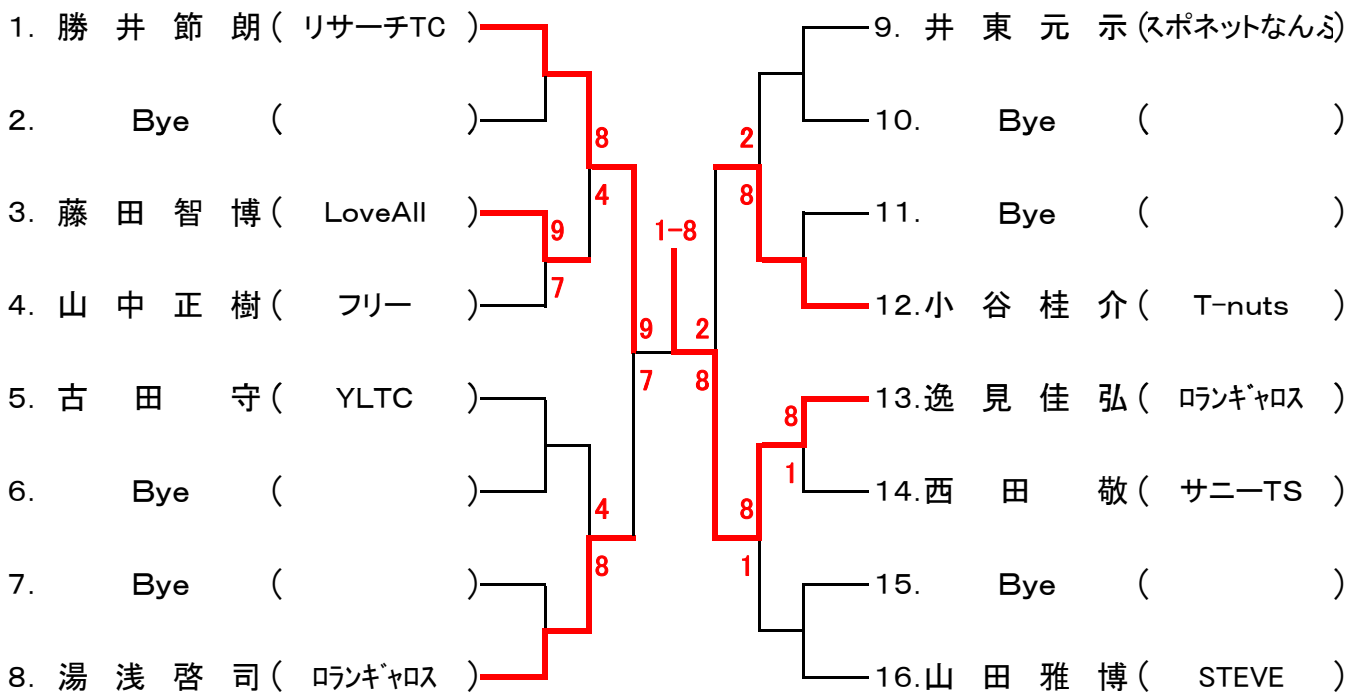 1. 勝 井 節 朗 ( リサーチTC )
2. Bye ( )
3. 藤 田 智 博 ( LoveAll )
4. 山 中 正 樹 ( フリー )
5. 古 田 守 ( YLTC )
6. Bye ( )
7. Bye ( )
8. 湯 浅 啓 司 ( ロランギャロス )
8
4
9
7
9
7
4
8
1-8
2
8
2
8
8
1
8
1
9. 井 東 元 示 (スポネットなんぶ)
10. Bye ( )
11. Bye ( )
12. 小 谷 桂 介 ( T-nuts )
13. 逸 見 佳 弘 ( ロランギャロス )
14. 西 田 敬 ( サニーTS )
15. Bye ( )
16. 山 田 雅 博 ( STEVE )